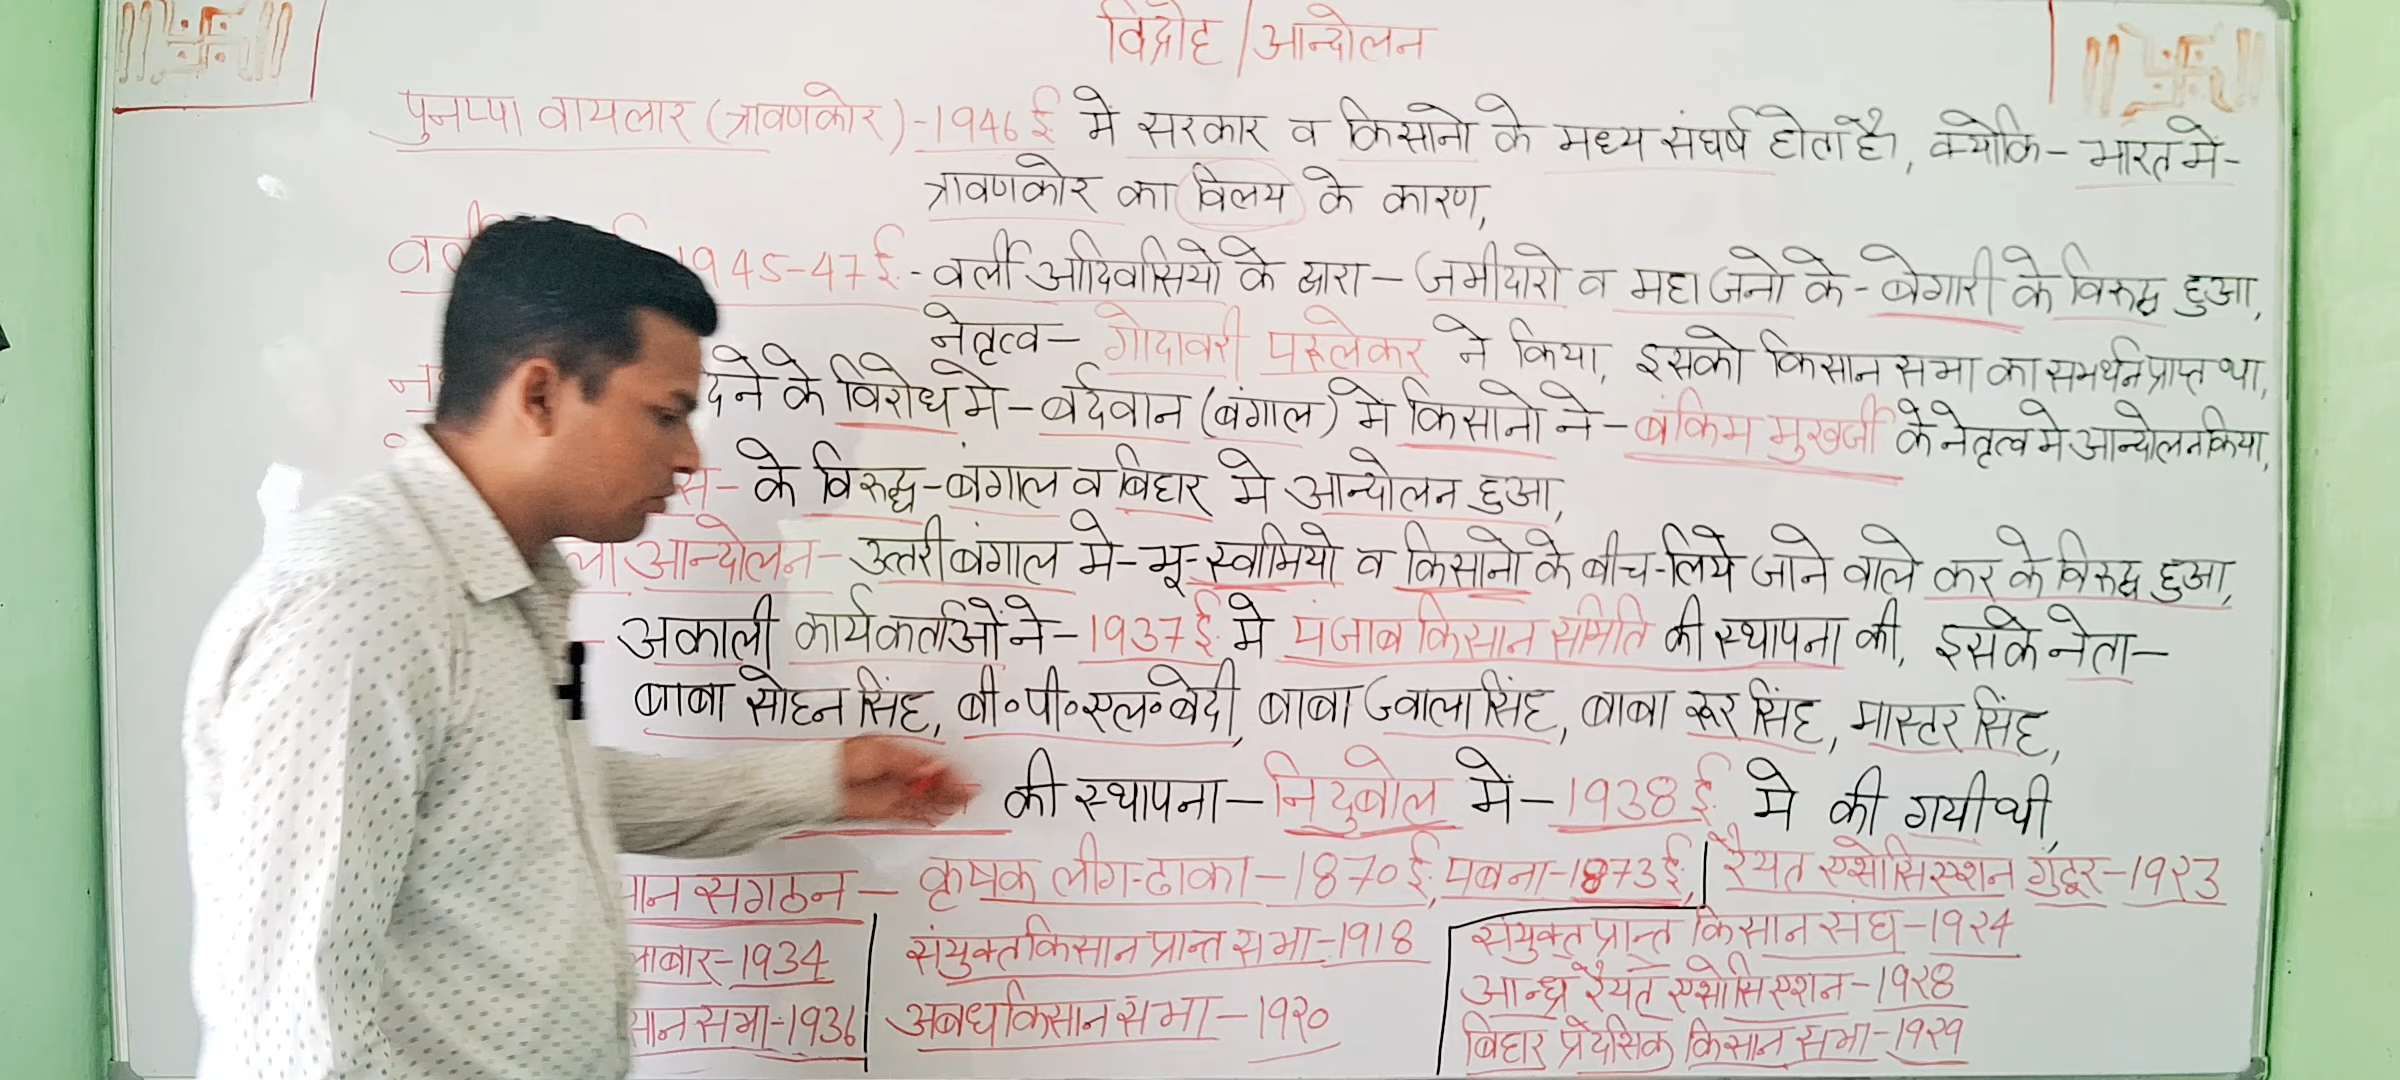 विद्रोह/आन्दोलन
पुनप्पा वायलार (त्रावणकोर)-1946 ई. में सरकार व किसानो के मध्य संघर्ष होता है, क्योकि- भारत में-
त्रावणकोर का विलय के कारण,
1945-47 ई.- वर्ली आदिवासियो के द्वारा- जमीदारो व महाजनो के- बेगारी के विरुद्ध हुआ,
नेतृत्व- गोदावरी परुलेकर ने किया, इसको किसान सभा का समर्थन प्राप्त था,
देने के विरोध मे- बर्दवान (बंगाल) मे किसानो ने- बंकिम मुखर्जी के नेतृत्व मे आन्दोलन किया,
के विरुद्ध- बंगाल व बिहार मे आन्दोलन हुआ,
आन्दोलन- उत्तरी बंगाल मे- भू-स्वामियो व किसानो के बीच-लिये जाने वाले कर के विरुद्ध हुआ,
अकाली कार्यकर्ताओं ने- 1937 ई. मे पंजाब किसान समिति की स्थापना की, इसके नेता-
बाबा सोहन सिंह, बी॰पी॰एल॰बेदी, बाबा ज्वाला सिंह, बाबा रूर सिंह, मास्टर सिंह,
की स्थापना- निदुबोल में- 1938 ई. मे की गयी थी,
सगठन- कृषक लीग-ढाका-1870 ई, पबना-1873 ई, रैयत एसोसिएशन गुंटूर-1923
1934 संयुक्त किसान प्रान्त सभा-1918 संयुक्त प्रान्त किसान संघ-1924
आन्ध्र रैयत एसोसिएशन-1928
सभा-1936 अबध किसान सभा-1920
बिहार प्रदेसिक किसान सभा-1929